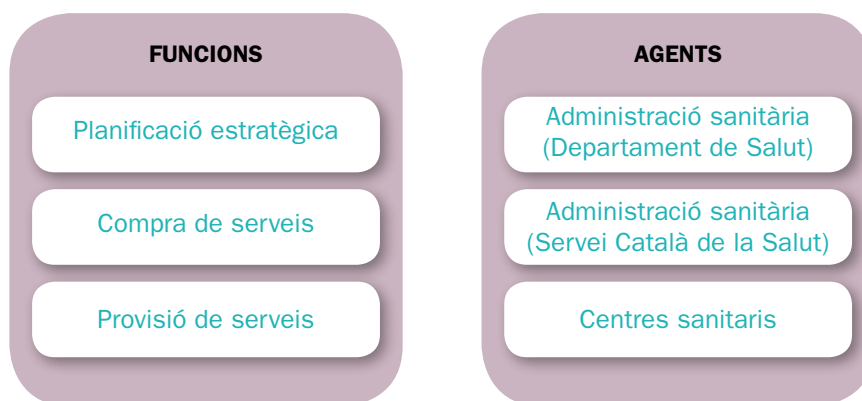 FUNCIONS
Planificació estratègica
Compra de serveis
Provisió de serveis
AGENTS
Administració sanitària
(Departament de Salut)
Administració sanitària
(Servei Català de la Salut)
Centres sanitaris